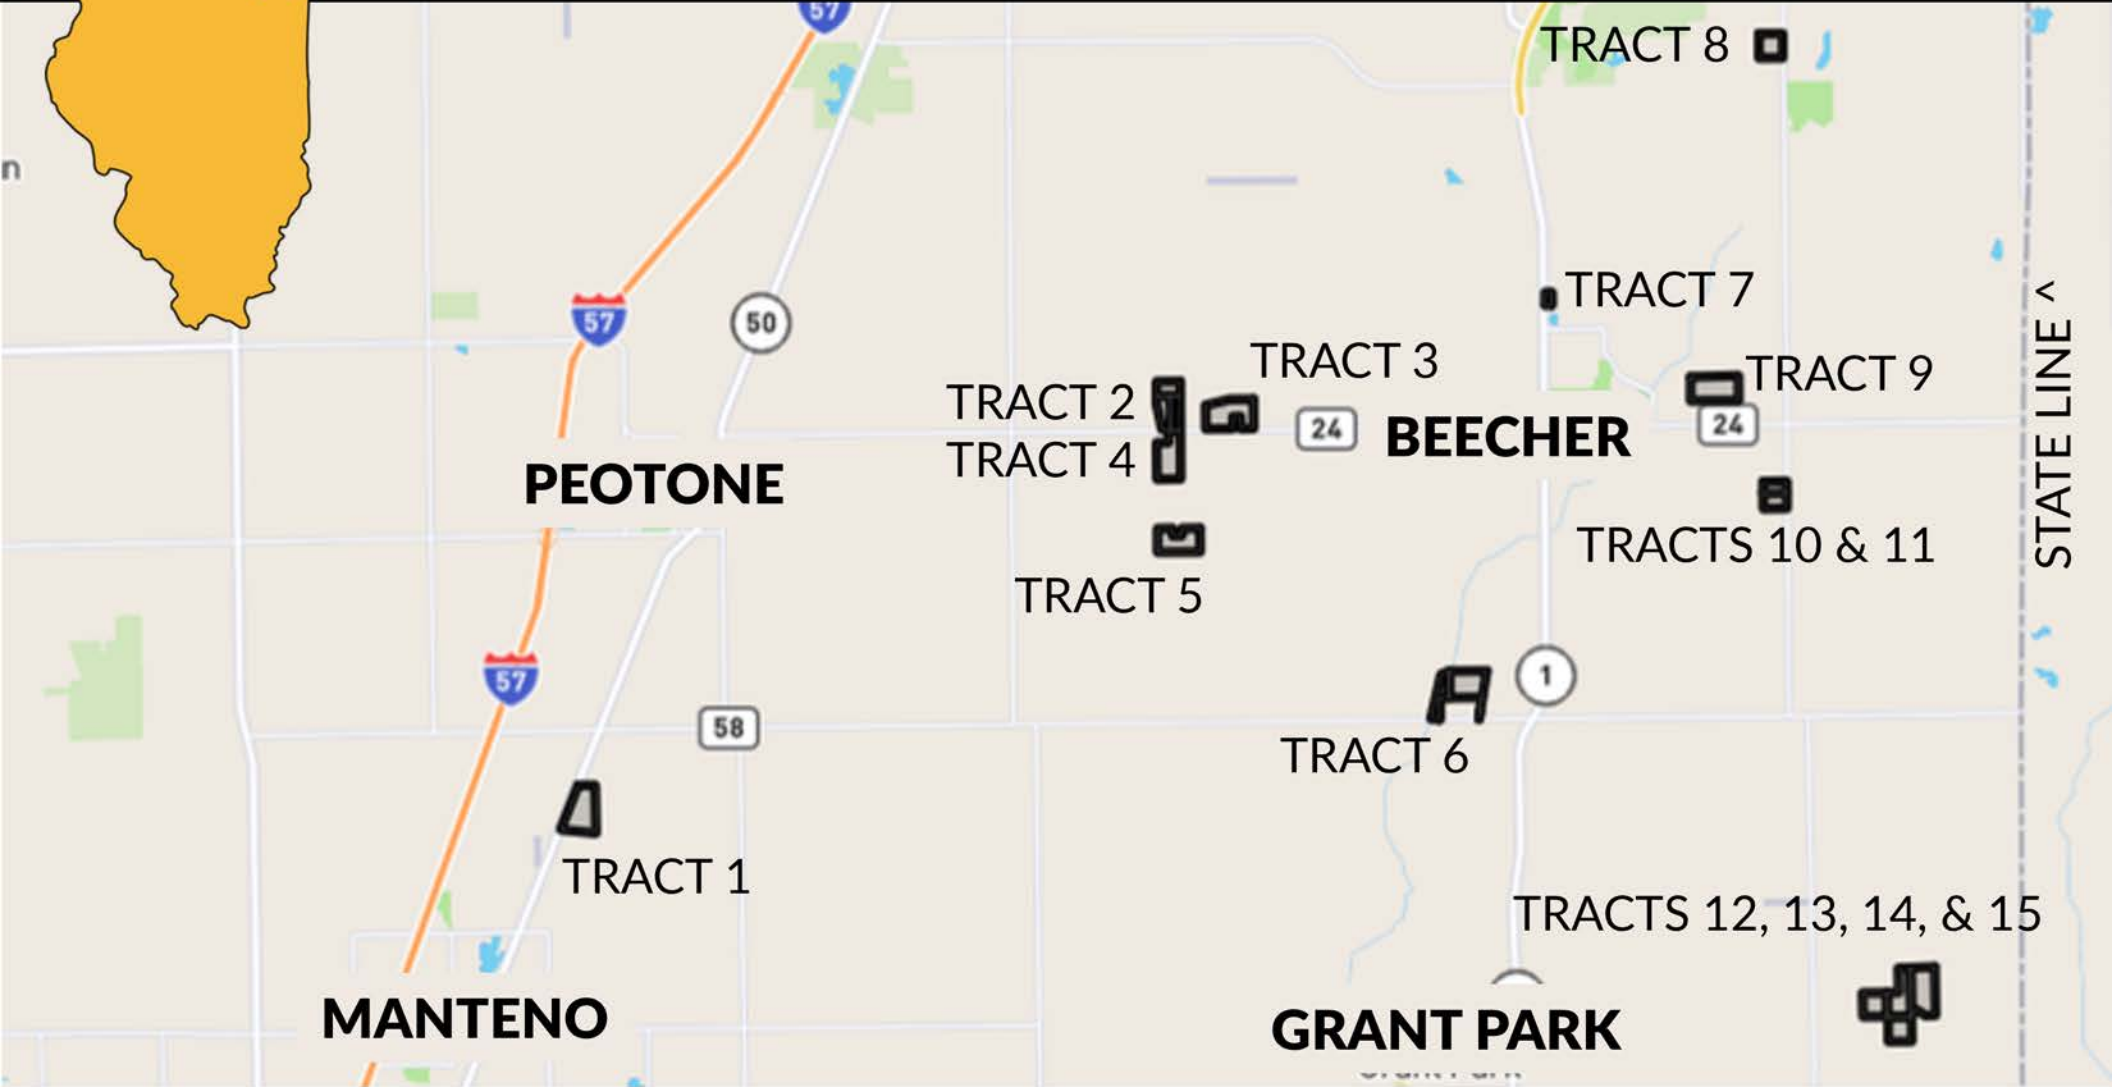 57
TRACT 8
n
TRACT 7
57
50
STATE LINE <
TRACT 3
TRACT 9
TRACT 2
24
BEECHER
24
TRACT 4
PEOTONE
TRACTS 10 & 11
TRACT 5
57
1
58
TRACT 6
TRACT 1
TRACTS 12, 13, 14, & 15
MANTENO
GRANT PARK